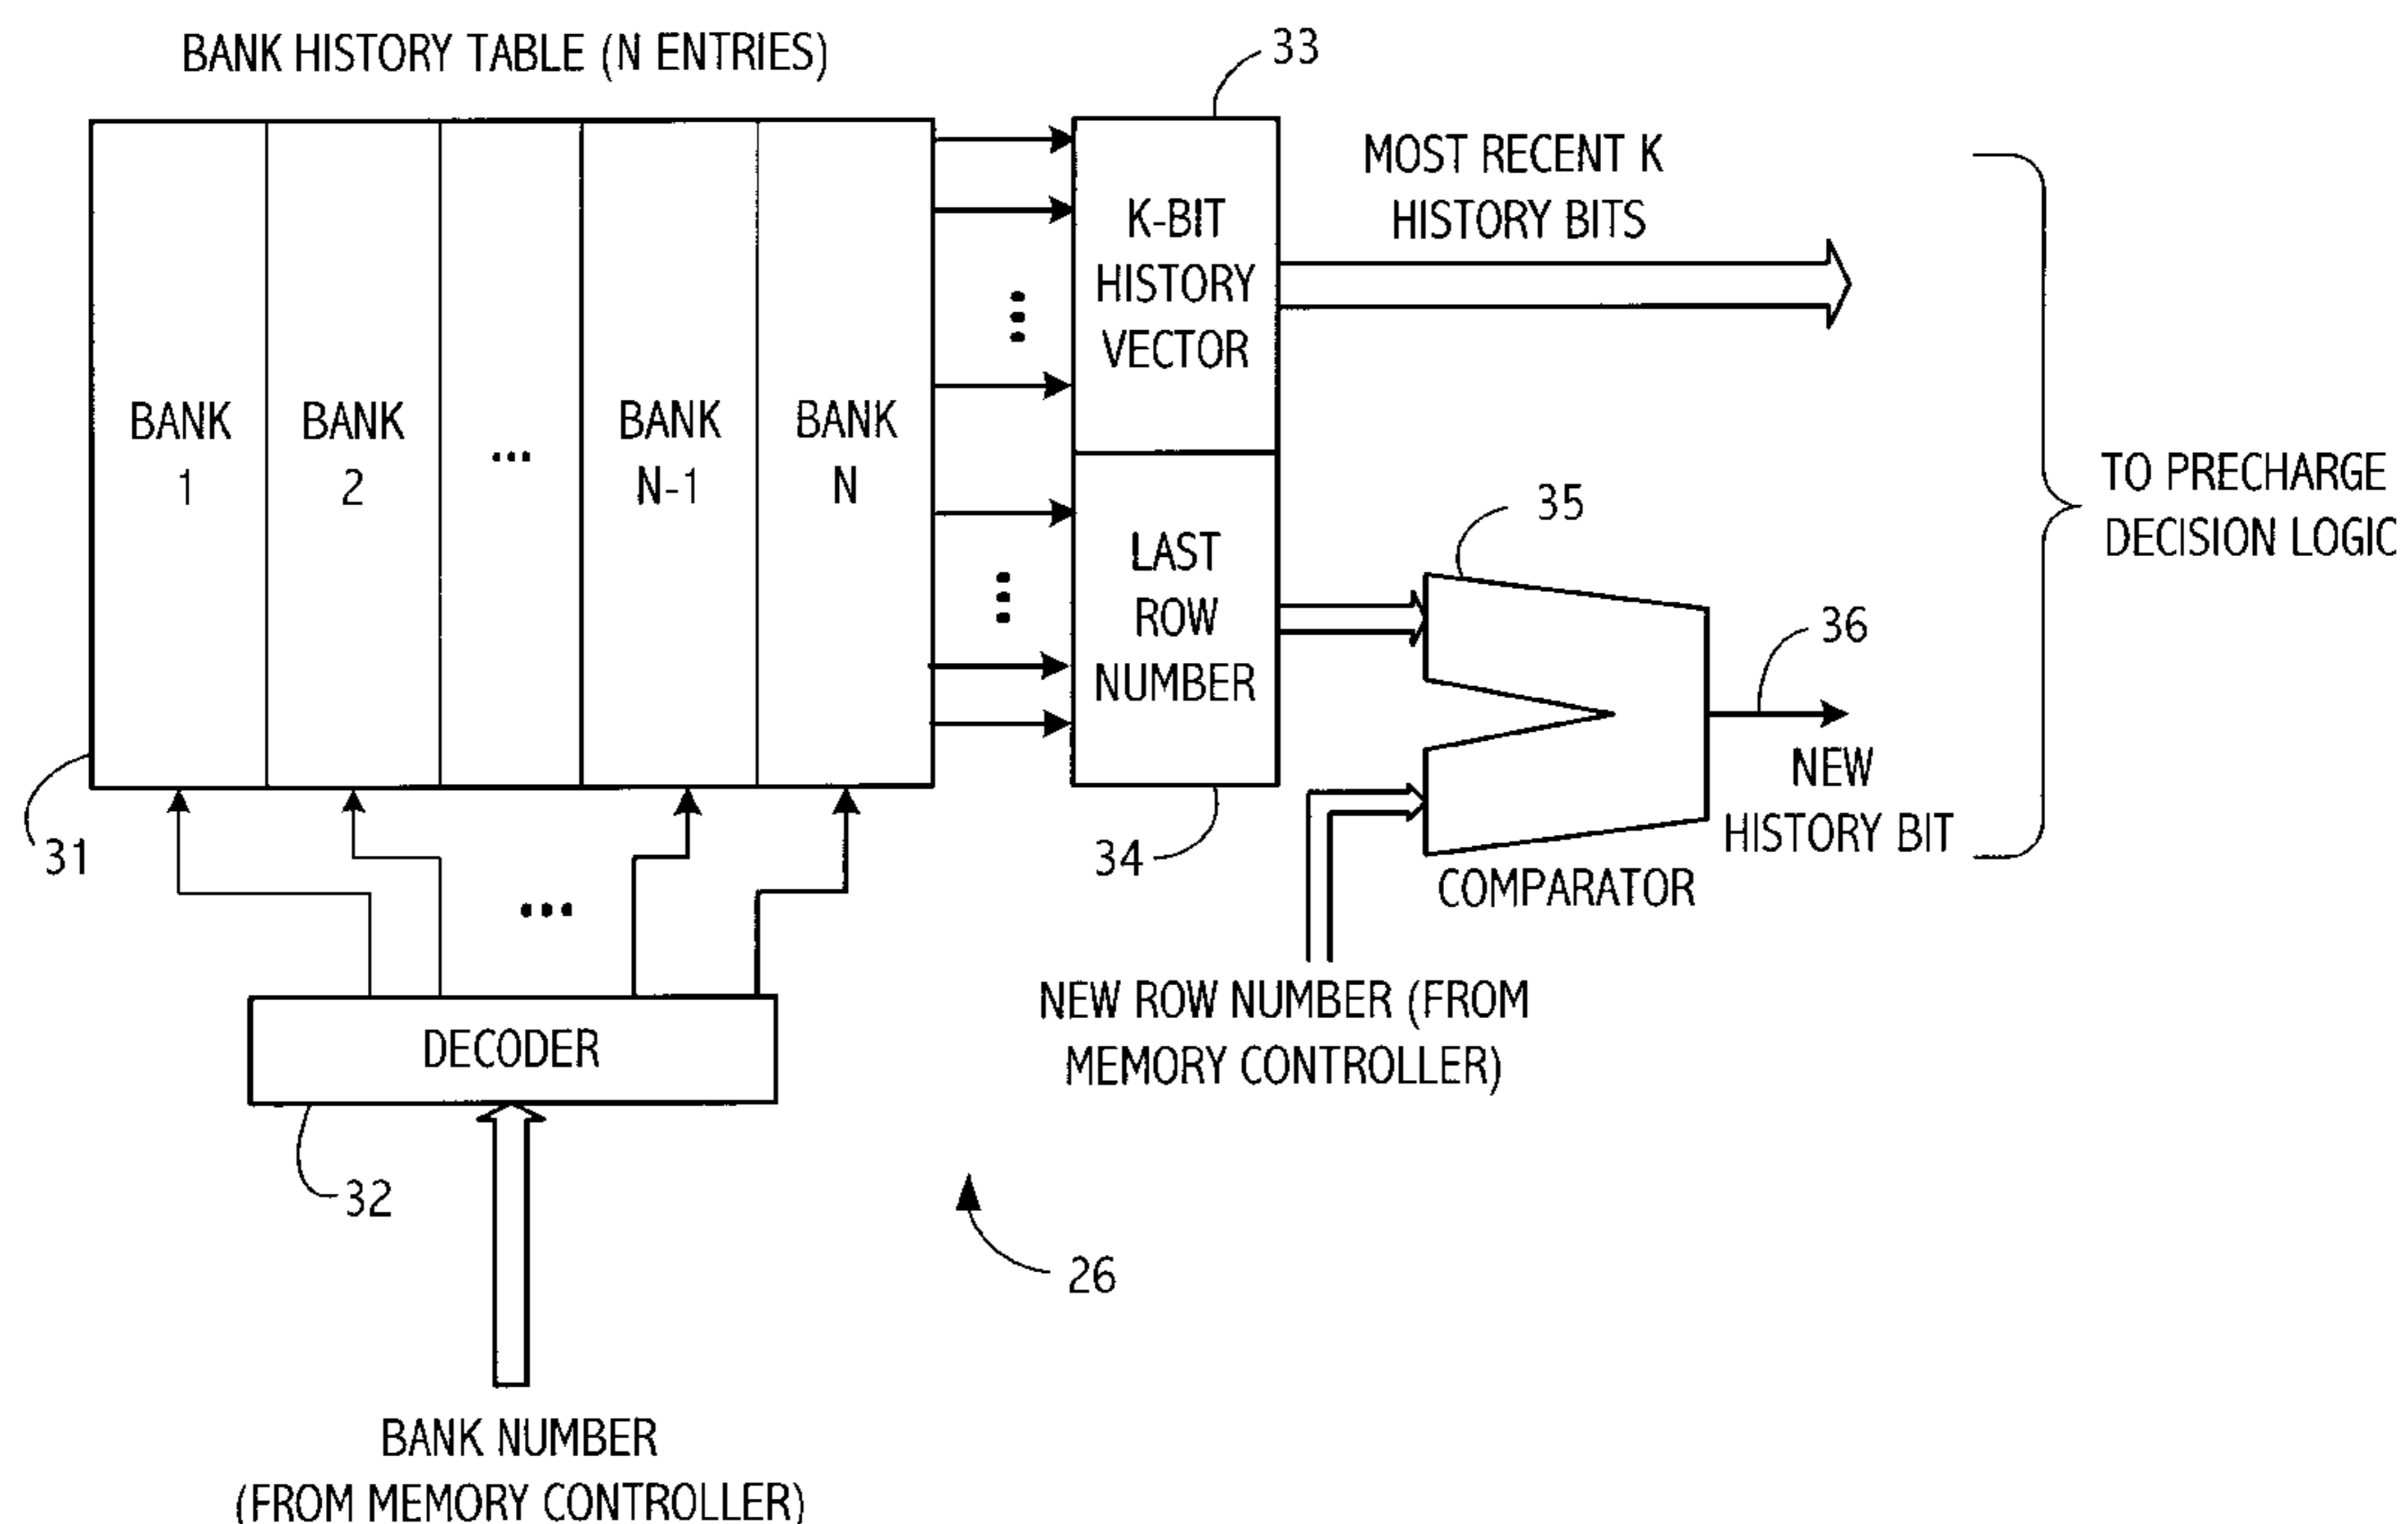 BANK HISTORY TABLE (N ENTRIES)
33
MOST RECENT K
HISTORY BITS
K-BIT
HISTORY
VECTOR
BANK
1
BANK
2
...
BANK
N-1
BANK
N
TO PRECHARGE
DECISION LOGIC
35
LAST
ROW
NUMBER
36
NEW
HISTORY BIT
31
34
COMPARATOR
...
NEW ROW NUMBER (FROM
MEMORY CONTROLLER)
DECODER
32
26
BANK NUMBER
(FROM MEMORY CONTROLLER)